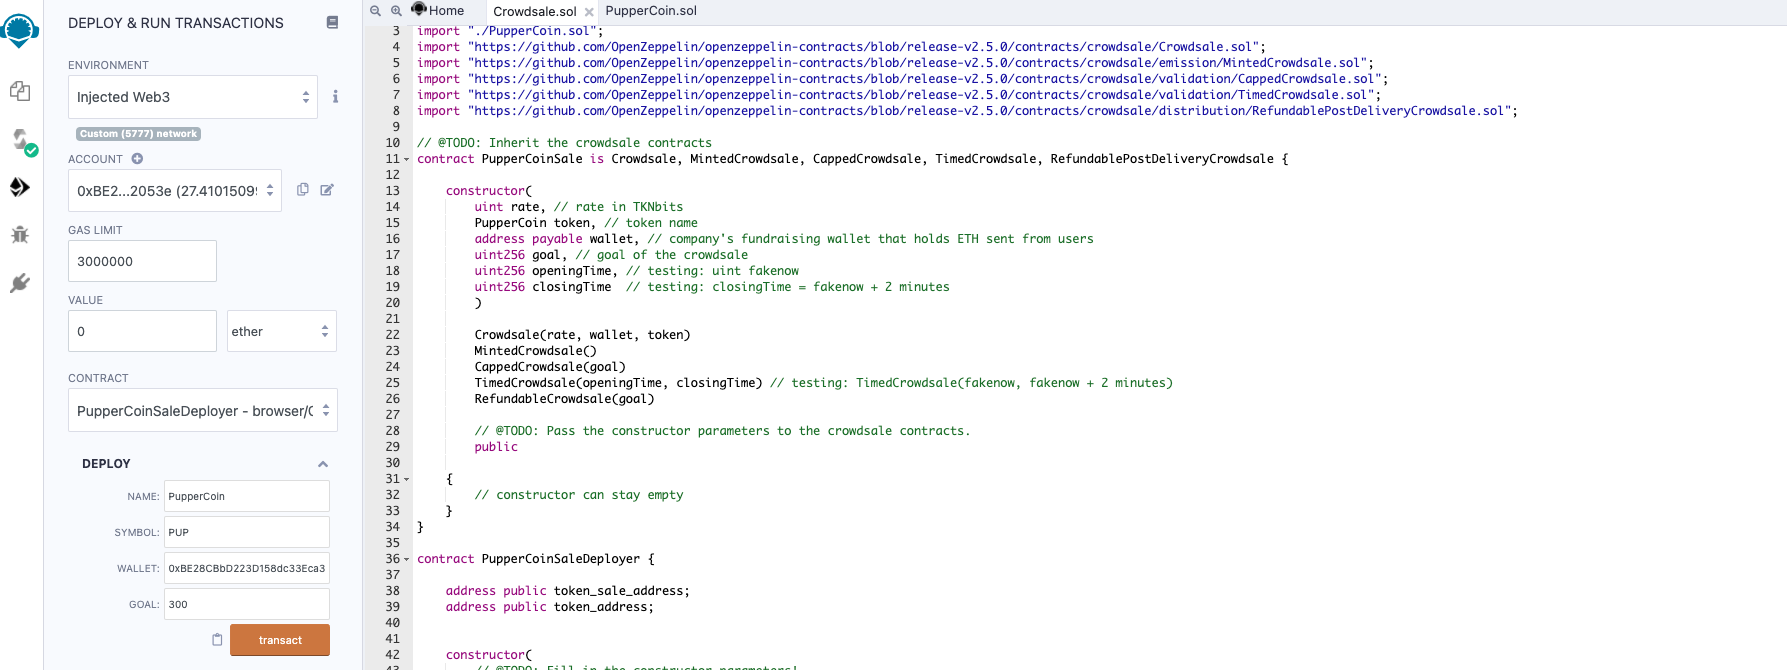 DEPLOY & RUN TRANSACTIONS
ENVIRONMENT
Injected Web3
Custom (5777) network
ACCOUNT
0xBE2...2053e (27.4101509
GAS LIMIT
3000000
VALUE
0
ether
CONTRACT
PupperCoinSaleDeployer - browser/
DEPLOY
NAME: PupperCoin
SYMBOL: PUP
WALLET: 0xBE28CBbD223D158dc33Eca3
GOAL: 300
transact
Home
Crowdsale.sol
PupperCoin.sol
3 import "./PupperCoin.sol";
4 import "https://github.com/OpenZeppelin/openzeppelin-contracts/blob/release-v2.5.0/contracts/crowdsale/Crowdsale.sol";
5 import "https://github.com/OpenZeppelin/openzeppelin-contracts/blob/release-v2.5.0/contracts/crowdsale/emission/MintedCrowdsale.sol";
6 import "https://github.com/OpenZeppelin/openzeppelin-contracts/blob/release-v2.5.0/contracts/crowdsale/validation/CappedCrowdsale.sol";
7 import "https://github.com/OpenZeppelin/openzeppelin-contracts/blob/release-v2.5.0/contracts/crowdsale/validation/TimedCrowdsale.sol";
8 import "https://github.com/OpenZeppelin/openzeppelin-contracts/blob/release-v2.5.0/contracts/crowdsale/distribution/RefundablePostDeliveryCrowdsale.sol";
9
10 // @TODO: Inherit the crowdsale contracts
11 contract PupperCoinSale is Crowdsale, MintedCrowdsale, CappedCrowdsale, TimedCrowdsale, RefundablePostDeliveryCrowdsale {
12
13 constructor(
14 uint rate, // rate in TKNbits
15 PupperCoin token, // token name
16 address payable wallet, // company's fundraising wallet that holds ETH sent from users
17 uint256 goal, // goal of the crowdsale
18 uint256 openingTime, // testing: uint fakenow
19 uint256 closingTime // testing: closingTime = fakenow + 2 minutes
20 )
21
22 Crowdsale(rate, wallet, token)
23 MintedCrowdsale()
24 CappedCrowdsale(goal)
25 TimedCrowdsale(openingTime, closingTime) // testing: TimedCrowdsale(fakenow, fakenow + 2 minutes)
26 RefundableCrowdsale(goal)
27
28 // @TODO: Pass the constructor parameters to the crowdsale contracts.
29 public
30
31 {
32 // constructor can stay empty
33 }
34 }
35
36 contract PupperCoinSaleDeployer {
37
38 address public token_sale_address;
39 address public token_address;
40
41
42 constructor(
43 // @TODO: Fill in the constructor parameters!